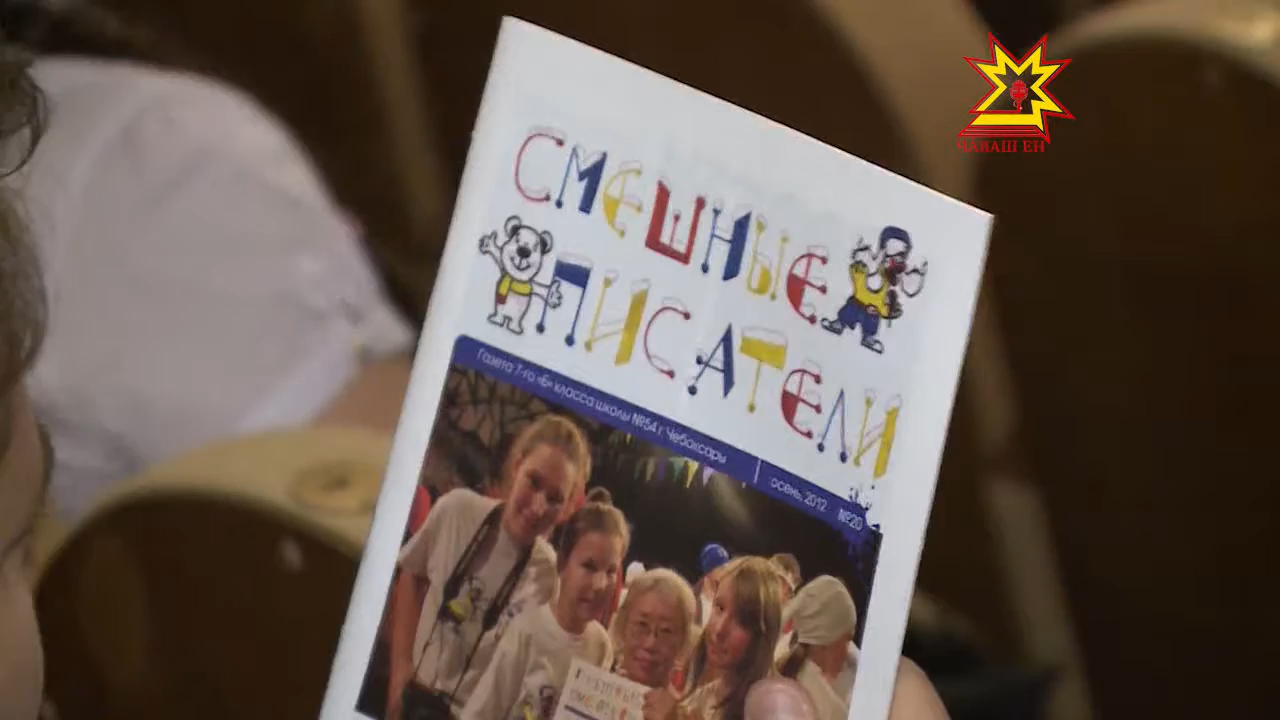 ЧĂВАШ ЕН
СМЕШНЫЕ
ПИСАТЕЛИ
Газета 7-го «Б» класса школы №54 г. Чебоксары осень, 2012 №20